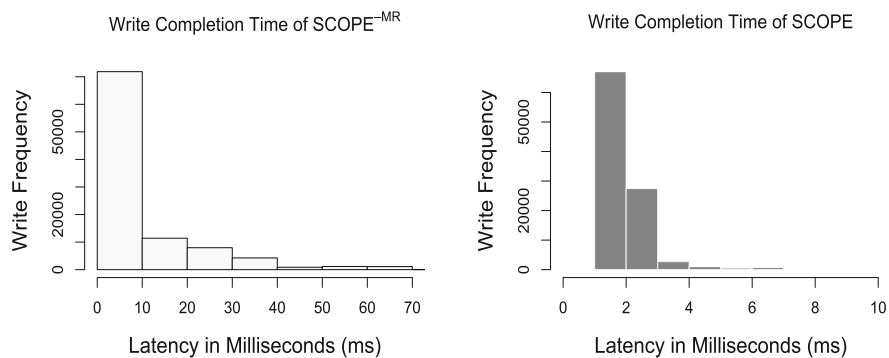 Write Completion Time of SCOPE−MR
Write Frequency
50000
20000
0
0 10 20 30 40 50 60 70
Latency in Milliseconds (ms)
Write Completion Time of SCOPE
Write Frequency
50000
20000
0
0 2 4 6 8 10
Latency in Milliseconds (ms)